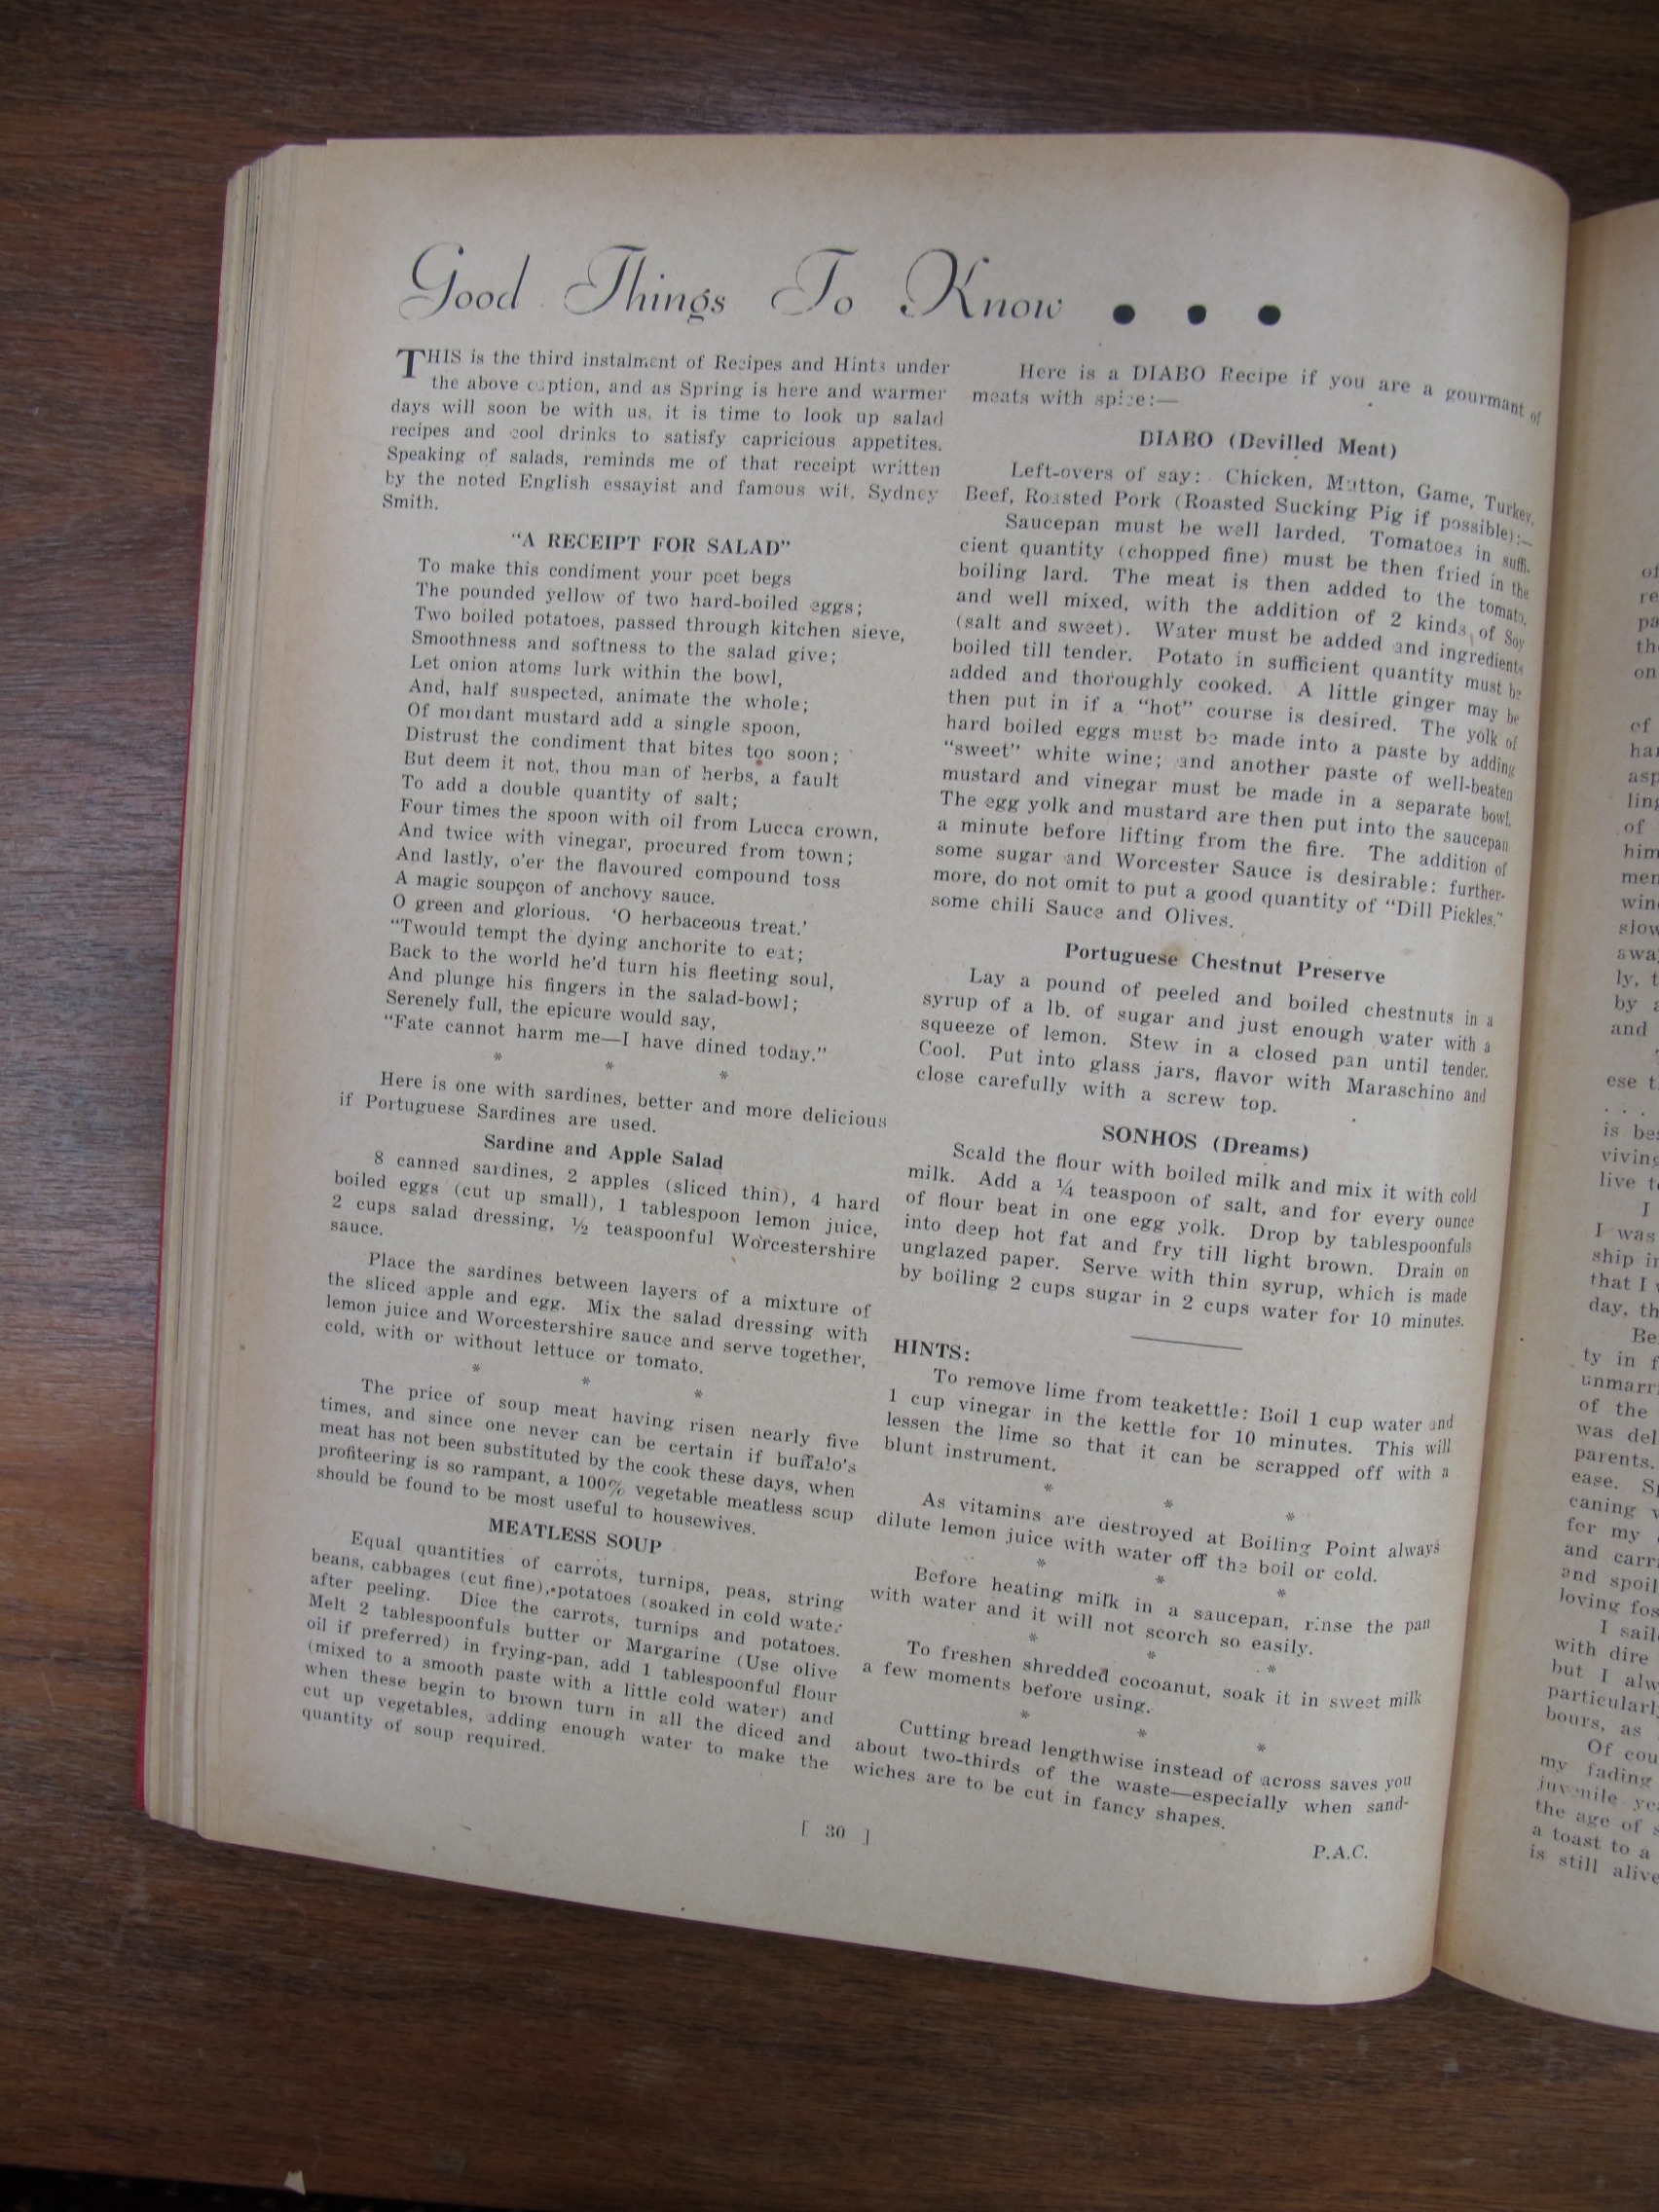 Good Things To Know . . .
THIS is the third instalment of Recipes and Hints under
the above caption, and as Spring is here and warmer
days will soon be with us, it is time to look up salad
recipes and cool drinks to satisfy capricious appetites.
Speaking of salads, reminds me of that receipt written
by the noted English essayist and famous wit, Sydney
Smith.
"A RECEIPT FOR SALAD"
To make this condiment your poet begs
The pounded yellow of two hard-boiled eggs;
Two boiled potatoes, passed through kitchen sieve,
Smoothness and softness to the salad give;
Let onion atoms lurk within the bowl,
And, half suspected, animate the whole;
Of mordant mustard add a single spoon,
Distrust the condiment that bites too soon;
But deem it not, thou man of herbs, a fault
To add a double quantity of salt;
Four times the spoon with oil from Lucca crown,
And twice with vinegar, procured from town;
And lastly, o'er the flavoured compound toss
A magic soupçon of anchovy sauce.
O green and glorious. 'O herbaceous treat.'
"Twould tempt the dying anchorite to eat;
Back to the world he'd turn his fleeting soul,
And plunge his fingers in the salad-bowl;
Serenely full, the epicure would say,
"Fate cannot harm me—I have dined today."
* * *
Here is one with sardines, better and more delicious
if Portuguese Sardines are used.
Sardine and Apple Salad
8 canned sardines, 2 apples (sliced thin), 4 hard
boiled eggs (cut up small), 1 tablespoon lemon juice,
2 cups salad dressing, ½ teaspoonful Worcestershire
sauce.
Place the sardines between layers of a mixture of
the sliced apple and egg. Mix the salad dressing with
lemon juice and Worcestershire sauce and serve together,
cold, with or without lettuce or tomato.
* * *
The price of soup meat having risen nearly five
times, and since one never can be certain if buffalo's
meat has not been substituted by the cook these days, when
profiteering is so rampant, a 100% vegetable meatless soup
should be found to be most useful to housewives.
MEATLESS SOUP
Equal quantities of carrots, turnips, peas, string
beans, cabbages (cut fine), potatoes (soaked in cold water
after peeling. Dice the carrots, turnips and potatoes.
Melt 2 tablespoonfuls butter or Margarine (Use olive
oil if preferred) in frying-pan, add 1 tablespoonful flour
(mixed to a smooth paste with a little cold water) and
when these begin to brown turn in all the diced and
cut up vegetables, adding enough water to make the
quantity of soup required.
Here is a DIABO Recipe if you are a gourmant of
meats with spice:—
DIABO (Devilled Meat)
Left-overs of say: Chicken, Mutton, Game, Turkey,
Beef, Roasted Pork (Roasted Sucking Pig if possible):—
Saucepan must be well larded. Tomatoes in suffi-
cient quantity (chopped fine) must be then fried in the
boiling lard. The meat is then added to the tomato,
and well mixed, with the addition of 2 kinds of Soy
(salt and sweet). Water must be added and ingredients
boiled till tender. Potato in sufficient quantity must be
added and thoroughly cooked. A little ginger may be
then put in if a "hot" course is desired. The yolk of
hard boiled eggs must be made into a paste by adding
"sweet" white wine; and another paste of well-beaten
mustard and vinegar must be made in a separate bowl.
The egg yolk and mustard are then put into the saucepan
a minute before lifting from the fire. The addition of
some sugar and Worcester Sauce is desirable: further-
more, do not omit to put a good quantity of "Dill Pickles,"
some chili Sauce and Olives.
Portuguese Chestnut Preserve
Lay a pound of peeled and boiled chestnuts in a
syrup of a lb. of sugar and just enough water with a
squeeze of lemon. Stew in a closed pan until tender.
Cool. Put into glass jars, flavor with Maraschino and
close carefully with a screw top.
SONHOS (Dreams)
Scald the flour with boiled milk and mix it with cold
milk. Add a ¼ teaspoon of salt, and for every ounce
of flour beat in one egg yolk. Drop by tablespoonfuls
into deep hot fat and fry till light brown. Drain on
unglazed paper. Serve with thin syrup, which is made
by boiling 2 cups sugar in 2 cups water for 10 minutes.
HINTS:
To remove lime from teakettle: Boil 1 cup water and
1 cup vinegar in the kettle for 10 minutes. This will
lessen the lime so that it can be scrapped off with a
blunt instrument.
* * *
As vitamins are destroyed at Boiling Point always
dilute lemon juice with water off the boil or cold.
* * *
Before heating milk in a saucepan, rinse the pan
with water and it will not scorch so easily.
* * *
To freshen shredded cocoanut, soak it in sweet milk
a few moments before using.
* * *
Cutting bread lengthwise instead of across saves you
about two-thirds of the waste—especially when sand-
wiches are to be cut in fancy shapes.
P.A.C.
[ 30 ]
of
him
and
is
viving
live
I
I was
ship
that I
day,
ty in
of the
was
parents.
ease.
caning
for my
and
and spoil
loving
I
with dire
but I
bours, as
Of
my fading
the age of
a toast to a
is still alive